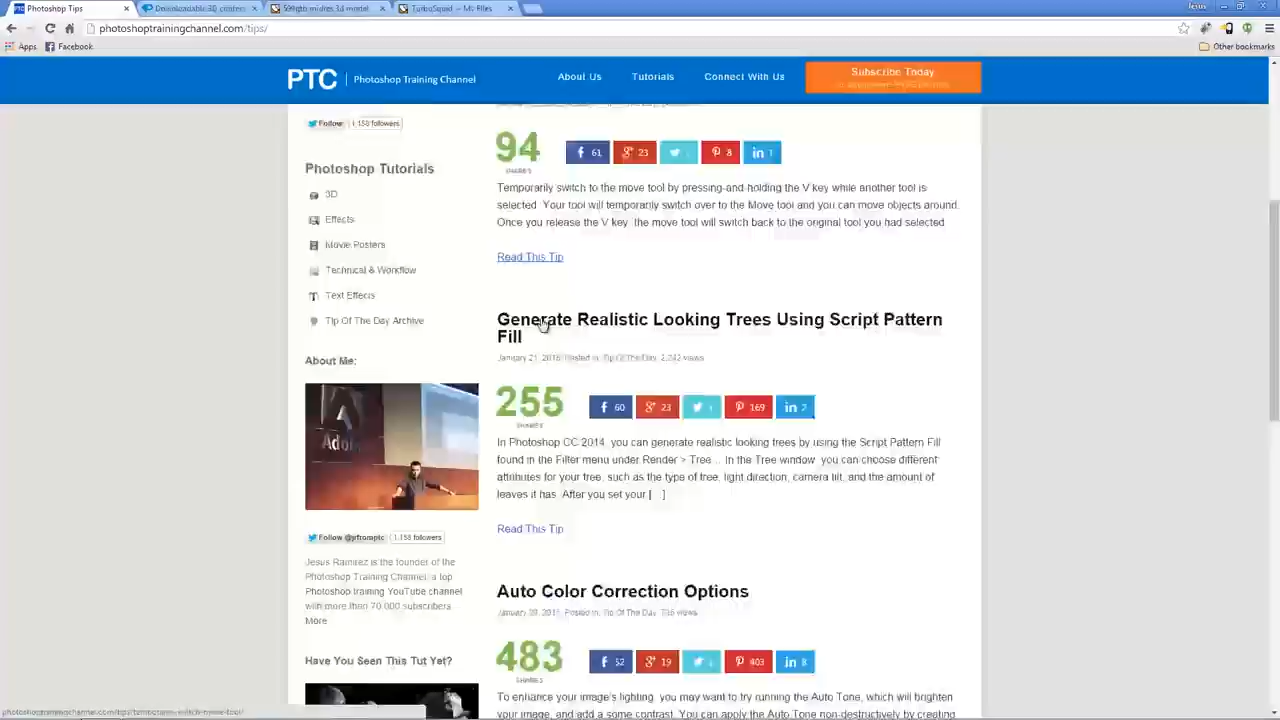 Photoshop Tips
Downloadable 3D content
599gtb midres 3d model
TurboSquid — My Files
Jesus
photoshoptrainingchannel.com/tips/
Apps
Facebook
Other bookmarks
PTC
Photoshop Training Channel
About Us
Tutorials
Connect With Us
Subscribe Today
Follow
1,158 followers
Photoshop Tutorials
3D
Effects
Movie Posters
Technical & Workflow
Text Effects
Tip Of The Day Archive
About Me:
Adob
Follow @jrfromptc 1,158 followers
Jesus Ramirez is the founder of the
Photoshop Training Channel, a top
Photoshop training YouTube channel
with more than 70,000 subscribers
More
Have You Seen This Tut Yet?
94
SHARES
61
23
8
1
Temporarily switch to the move tool by pressing-and-holding the V key while another tool is
selected. Your tool will temporarily switch over to the Move tool and you can move objects around.
Once you release the V key, the move tool will switch back to the original tool you had selected
Read This Tip
Generate Realistic Looking Trees Using Script Pattern
Fill
Posted in: Tip Of The Day, 2,242 views
255
SHARES
60
23
1
169
2
In Photoshop CC 2014, you can generate realistic looking trees by using the Script Pattern Fill
found in the Filter menu under Render > Tree... In the Tree window, you can choose different
attributes for your tree, such as the type of tree, light direction, camera tilt, and the amount of
leaves it has. After you set your [...]
Read This Tip
Auto Color Correction Options
Posted in: Tip Of The Day, views
483
SHARES
52
19
1
403
8
To enhance your image's lighting, you may want to try running the Auto Tone, which will brighten
your image, and add a some contrast. You can apply the Auto Tone non-destructively by creating